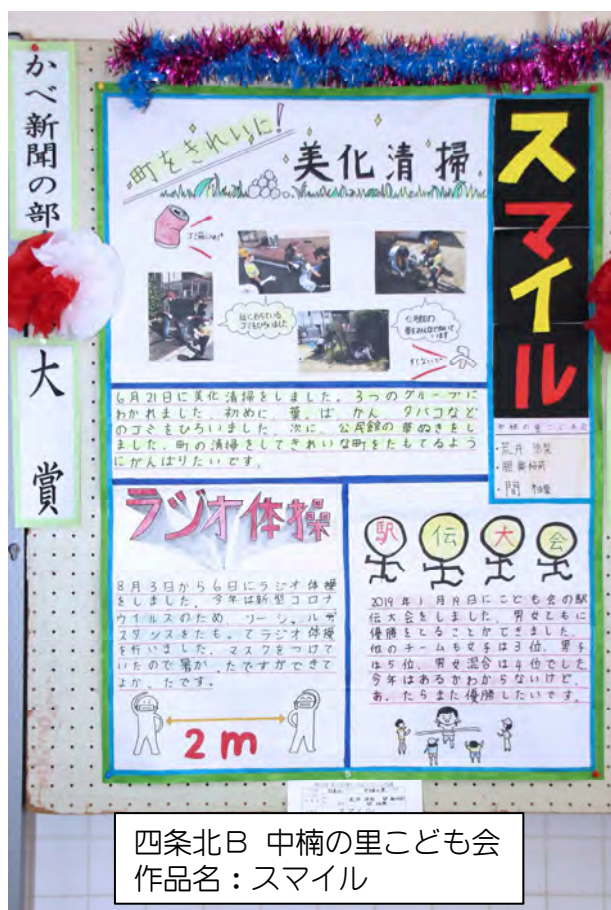 かべ新聞の部
大賞
町をきれいに!
美化清掃
スマイル
6月21日に美化清掃をしました。3つのグループに
わかれました。初めに、葉、ぱ かん タバコなど
のゴミをひろいました。次に、公民館の草ぬきをし
ました。町の清掃をしてきれいな町をたもてるよう
にがんばりたいです。
ラジオ体操
8月3日から6日にラジオ体操
をしました。今年は新型コロナ
ウイルスのため、ソーシャルデ
スタンスをたもってラジオ体操
を行いました。マスクをつけて
いたので暑かったですができて
よかったです。
2m
駅伝大会
2019年1月19日にこども会の駅
伝大会をしました。男女ともに
優勝をとることができました。
他のチームも女子は3位、男子
は5位、男女混合は4位でした
今年はあるかわからないけど、
あったらまた優勝したいです。
四条北B 中楠の里こども会
作品名:スマイル